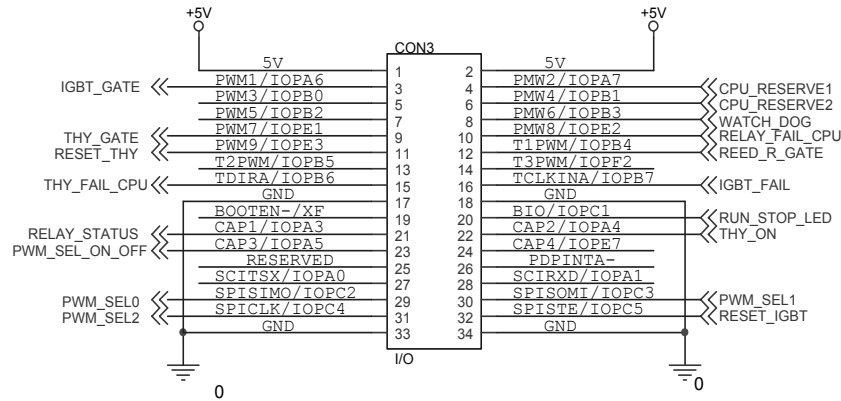 +5V +5V
CON3
5V 1 2 5V
IGBT_GATE PWM1/IOPA6 3 4 PMW2/IOPA7 CPU_RESERVE1
PWM3/IOPB0 5 6 PMW4/IOPB1 CPU_RESERVE2
PWM5/IOPB2 7 8 PMW6/IOPB3 WATCH_DOG
THY_GATE PWM7/IOPE1 9 10 PMW8/IOPE2 RELAY_FAIL_CPU
RESET_THY PWM9/IOPE3 11 12 T1PWM/IOPB4 REED_R_GATE
T2PWM/IOPB5 13 14 T3PWM/IOPF2
THY_FAIL_CPU TDIRA/IOPB6 15 16 TCLKINA/IOPB7 IGBT_FAIL
GND 17 18 GND
BOOTEN-/XF 19 20 BIO/IOPC1 RUN_STOP_LED
RELAY_STATUS CAP1/IOPA3 21 22 CAP2/IOPA4 THY_ON
PWM_SEL_ON_OFF CAP3/IOPA5 23 24 CAP4/IOPE7
RESERVED 25 26 PDPINTA-
SCITSX/IOPA0 27 28 SCIRXD/IOPA1
PWM_SEL0 SPISIMO/IOPC2 29 30 SPISOMI/IOPC3 PWM_SEL1
PWM_SEL2 SPICLK/IOPC4 31 32 SPISTE/IOPC5 RESET_IGBT
GND 33 34 GND
I/O
0 0